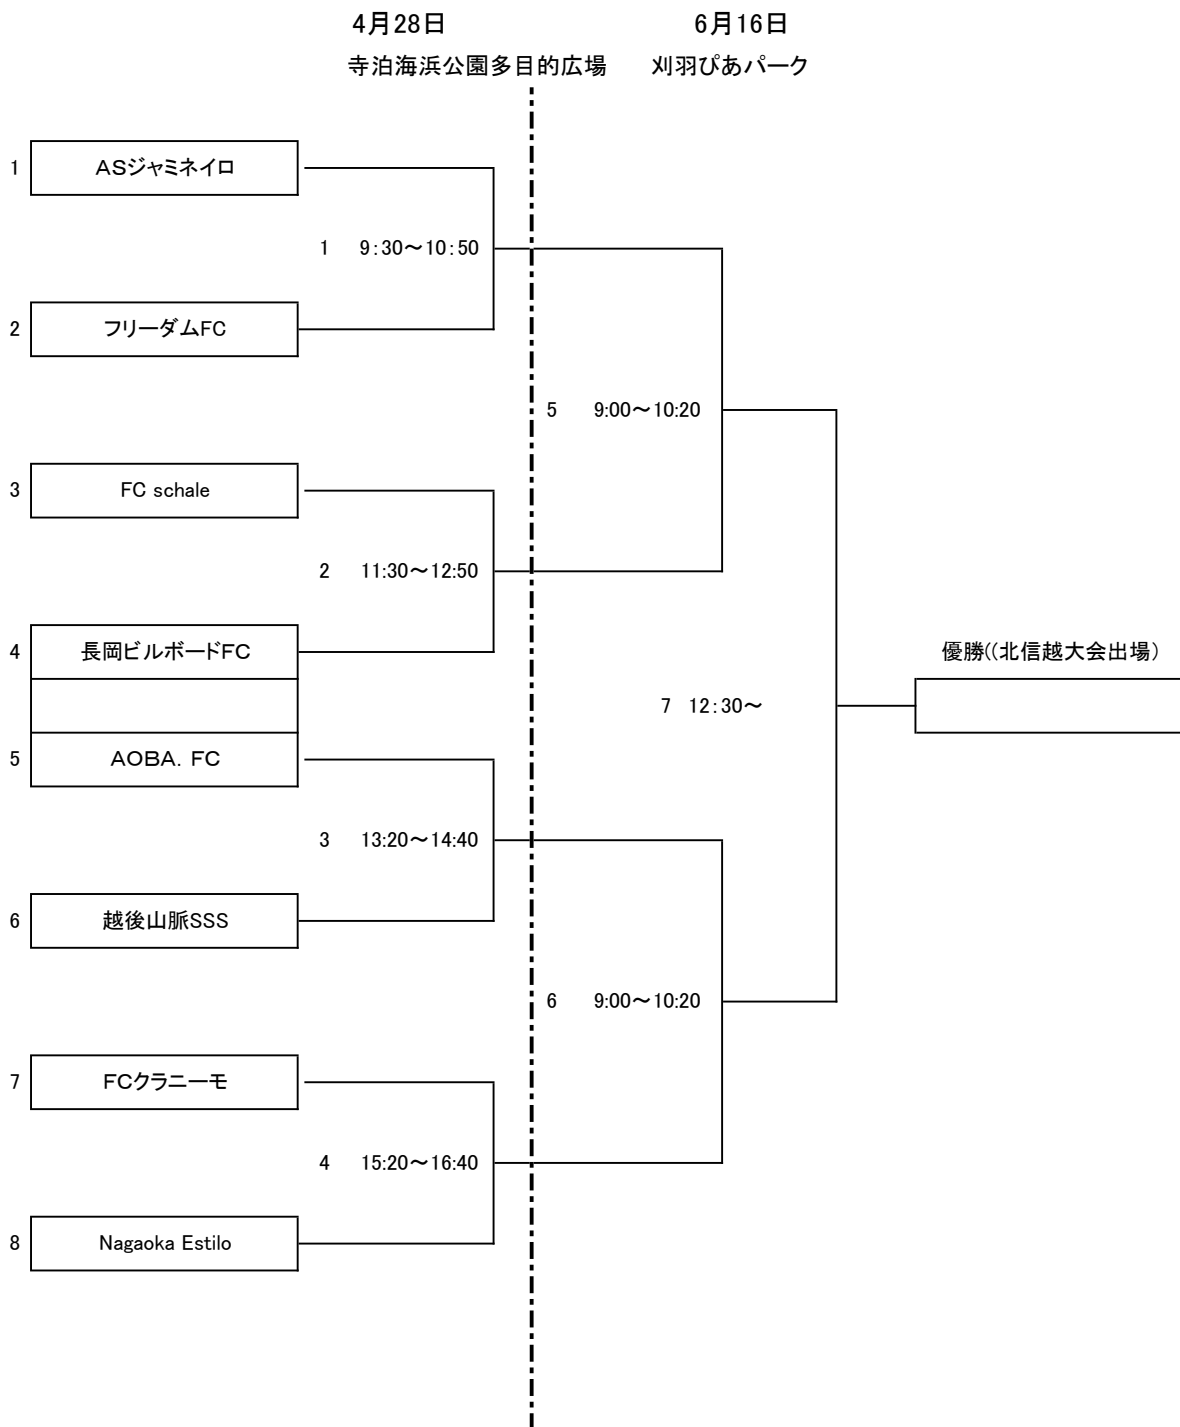 4月28日 6月16日
寺泊海浜公園多目的広場 刈羽ぴあパーク
1 ASジャミネイロ
1 9:30～10:50
2 フリーダムFC
5 9:00～10:20
3 FC schale
2 11:30～12:50
4 長岡ビルボードFC
優勝((北信越大会出場)
7 12:30～
5 AOBA. FC
3 13:20～14:40
6 越後山脈SSS
6 9:00～10:20
7 FCクラニーモ
4 15:20～16:40
8 Nagaoka Estilo